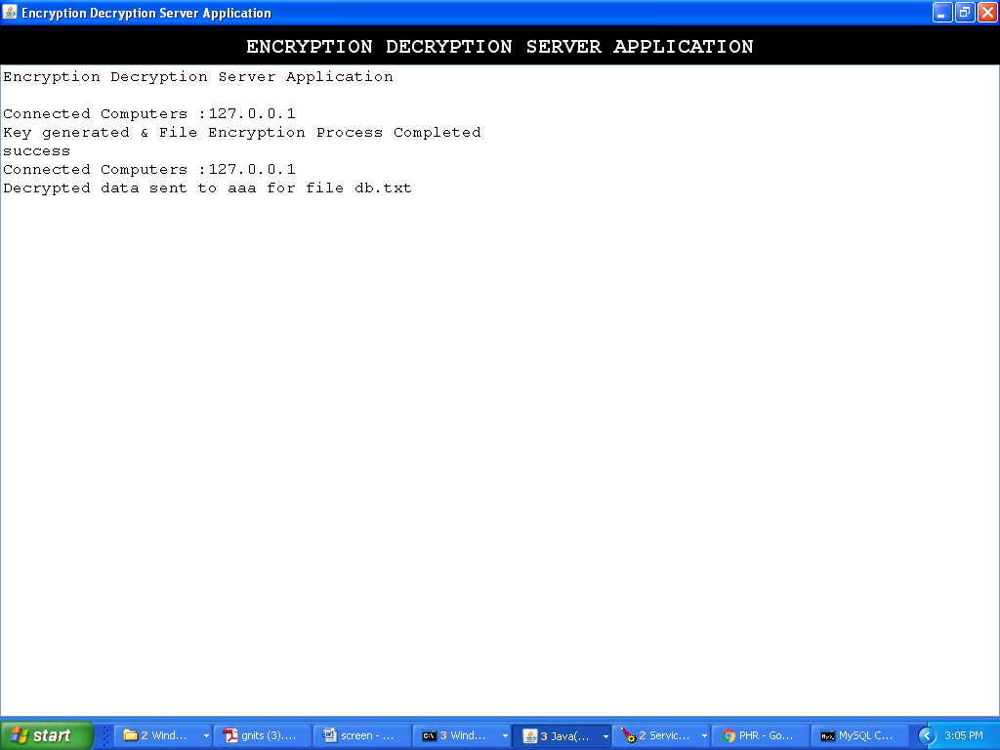 Encryption Decryption Server Application
ENCRYPTION DECRYPTION SERVER APPLICATION
Encryption Decryption Server Application
Connected Computers :127.0.0.1
Key generated & File Encryption Process Completed
success
Connected Computers :127.0.0.1
Decrypted data sent to aaa for file db.txt
start
2 Wind...
gnits (3)....
screen - ...
3 Wind...
3 Java(...
2 Servic...
PHR - Go...
MySQL C...
3:05 PM